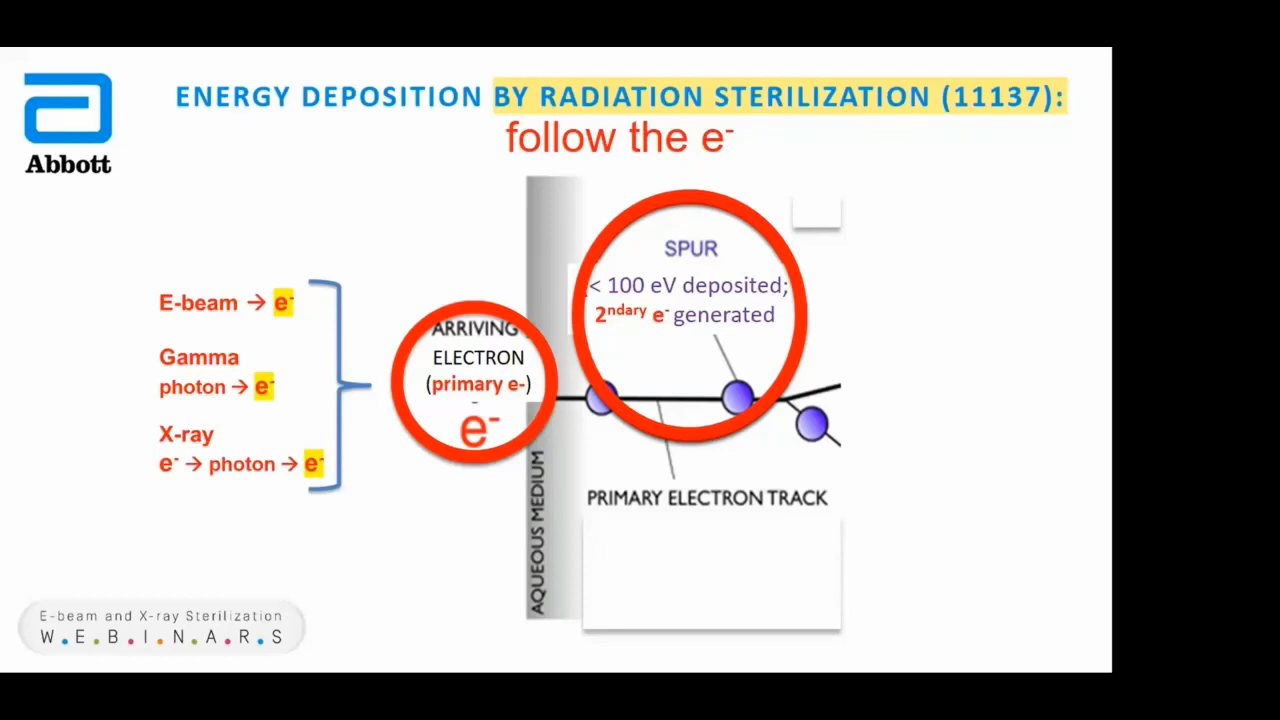 ENERGY DEPOSITION BY RADIATION STERILIZATION (11137):
follow the e-
Abbott
E-beam → e-
Gamma
photon → e-
X-ray
e- → photon → e-
ARRIVING
ELECTRON
(primary e-)
e-
SPUR
(< 100 eV deposited;
2ndary e- generated
PRIMARY ELECTRON TRACK
AQUEOUS MEDIUM
E-beam and X-ray Sterilization
W.E.B.I.N.A.R.S